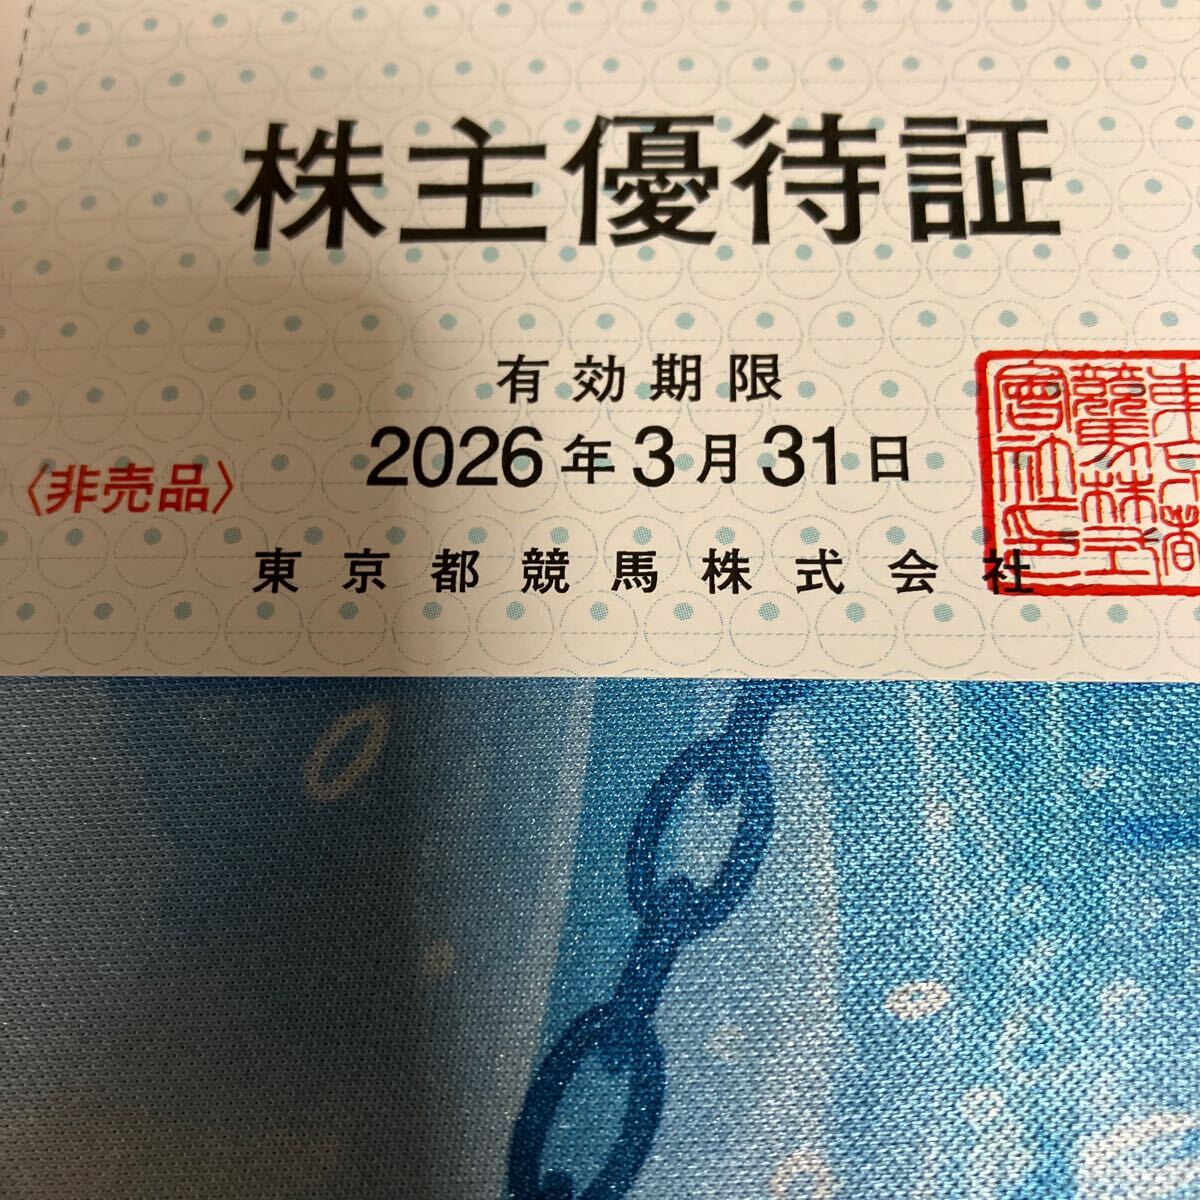 株主優待証
有効期限
2026年3月31日
〈非売品〉
東京都競馬株式会社